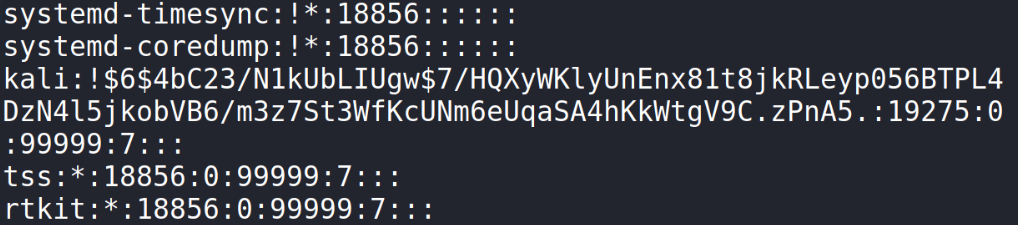 systemd-timesync:!*:18856::::::
systemd-coredump:!*:18856::::::
kali:!$6$4bC23/N1kUbLIUgw$7/HQXyWKlyUnEnx81t8jkRLeyp056BTPL4
DzN4l5jkobVB6/m3z7St3WfKcUNm6eUqaSA4hKkWtgV9C.zPnA5.:19275:0
:99999:7:::
tss:*:18856:0:99999:7:::
rtkit:*:18856:0:99999:7:::